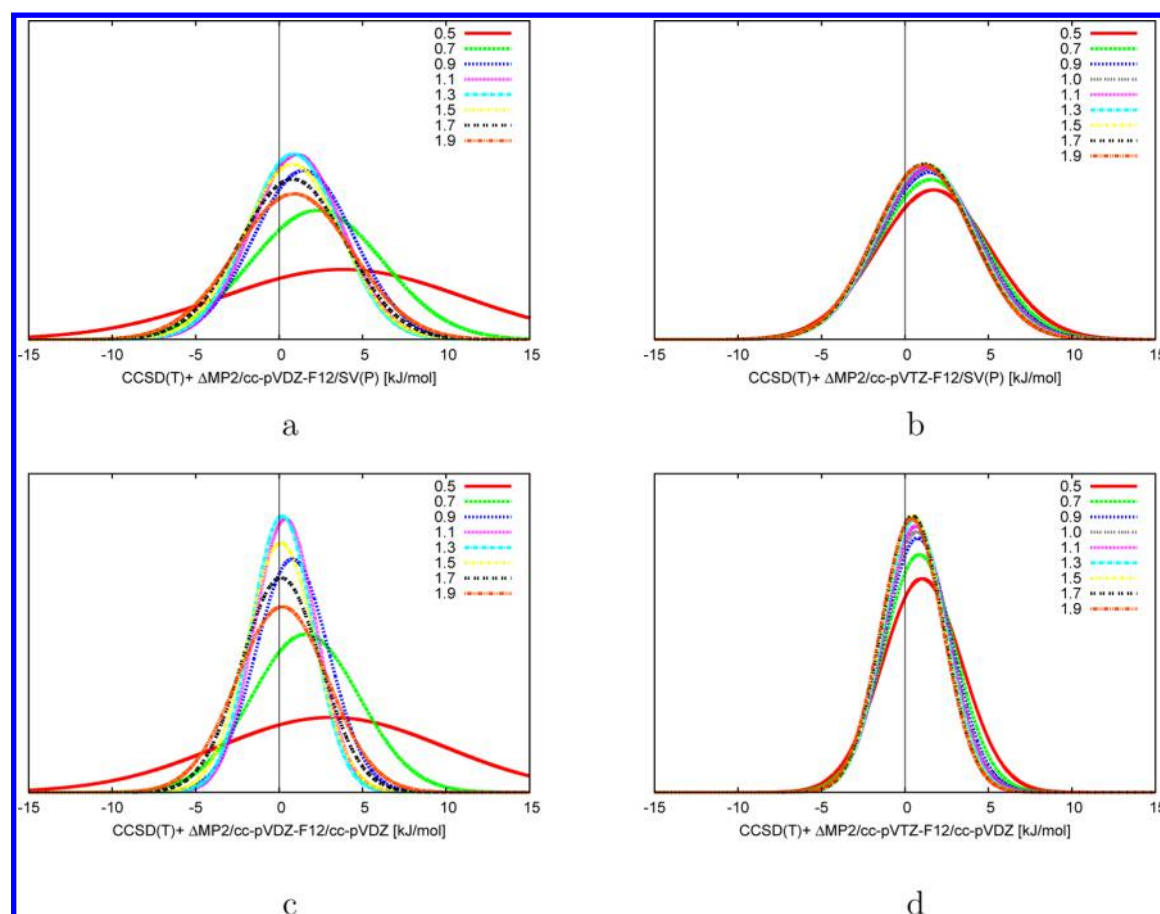 0.5
0.7
0.9
1.1
1.3
1.5
1.7
1.9
-15 -10 -5 0 5 10 15
CCSD(T)+ ΔMP2/cc-pVDZ-F12/SV(P) [kJ/mol]
a
0.5
0.7
0.9
1.0
1.1
1.3
1.5
1.7
1.9
-15 -10 -5 0 5 10 15
CCSD(T)+ ΔMP2/cc-pVTZ-F12/SV(P) [kJ/mol]
b
0.5
0.7
0.9
1.1
1.3
1.5
1.7
1.9
-15 -10 -5 0 5 10 15
CCSD(T)+ ΔMP2/cc-pVDZ-F12/cc-pVDZ [kJ/mol]
c
0.5
0.7
0.9
1.0
1.1
1.3
1.5
1.7
1.9
-15 -10 -5 0 5 10 15
CCSD(T)+ ΔMP2/cc-pVTZ-F12/cc-pVDZ [kJ/mol]
d